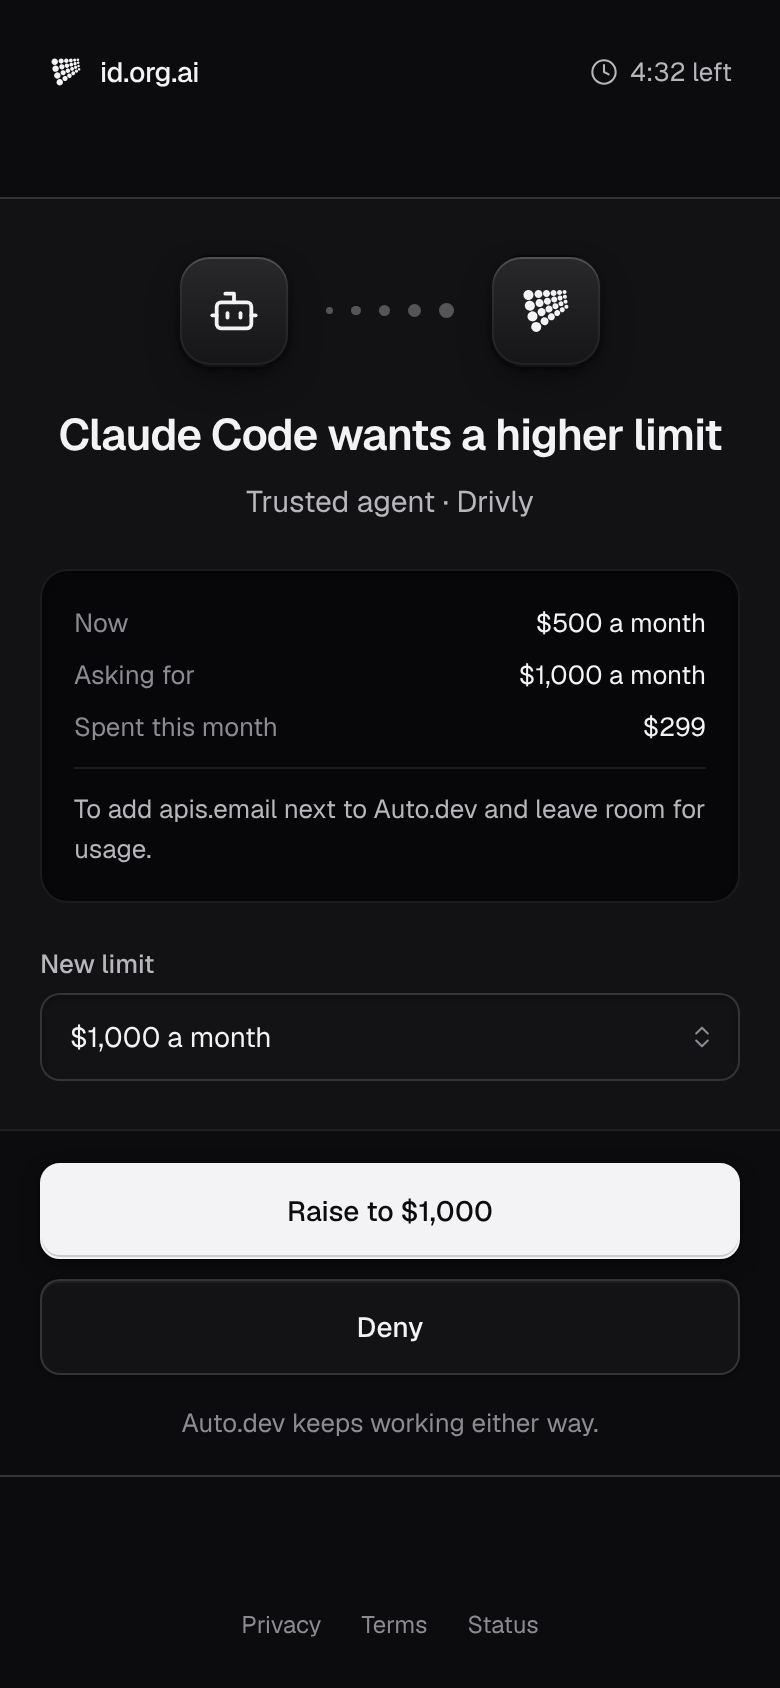 id.org.ai
4:32 left
Claude Code wants a higher limit
Trusted agent · Drivly
Now $500 a month
Asking for $1,000 a month
Spent this month $299
To add apis.email next to Auto.dev and leave room for
usage.
New limit
$1,000 a month
Raise to $1,000
Deny
Auto.dev keeps working either way.
Privacy Terms Status